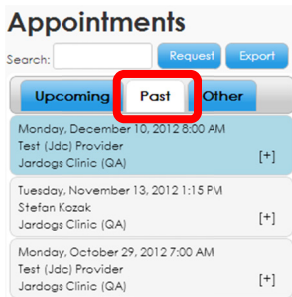 Appointments
Search: Request Export
Upcoming Past Other
Monday, December 10, 2012 8:00 AM
Test (Jdc) Provider
Jardogs Clinic (QA) [+]
Tuesday, November 13, 2012 1:15 PM
Stefan Kozak
Jardogs Clinic (QA) [+]
Monday, October 29, 2012 7:00 AM
Test (Jdc) Provider
Jardogs Clinic (QA) [+]